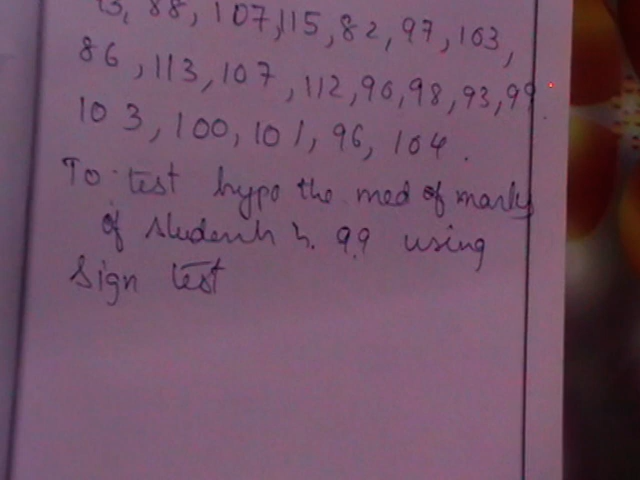 88, 107, 115, 82, 97, 103,
86, 113, 107, 112, 96, 98, 93, 99
103, 100, 101, 96, 104.
To test hypo the med of marks
of students is 99 using
Sign test